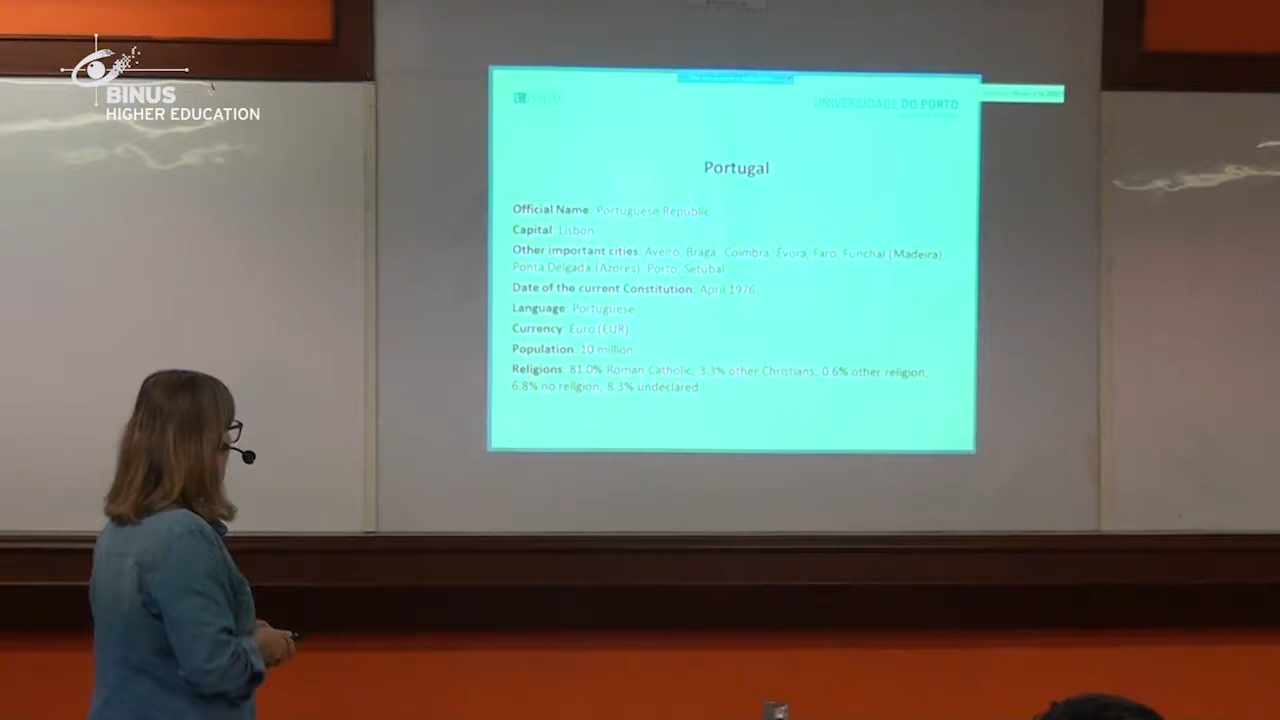 BINUS
HIGHER EDUCATION
U.PORTO
UNIVERSIDADE DO PORTO
Portugal
Official Name: Portuguese Republic
Capital: Lisbon
Other important cities: Aveiro, Braga, Coimbra, Évora, Faro, Funchal (Madeira),
Ponta Delgada (Azores), Porto, Setubal
Date of the current Constitution: April 1976
Language: Portuguese
Currency: Euro (EUR)
Population: 10 million
Religions: 81.0% Roman Catholic, 3.3% other Christians, 0.6% other religion,
6.8% no religion, 8.3% undeclared